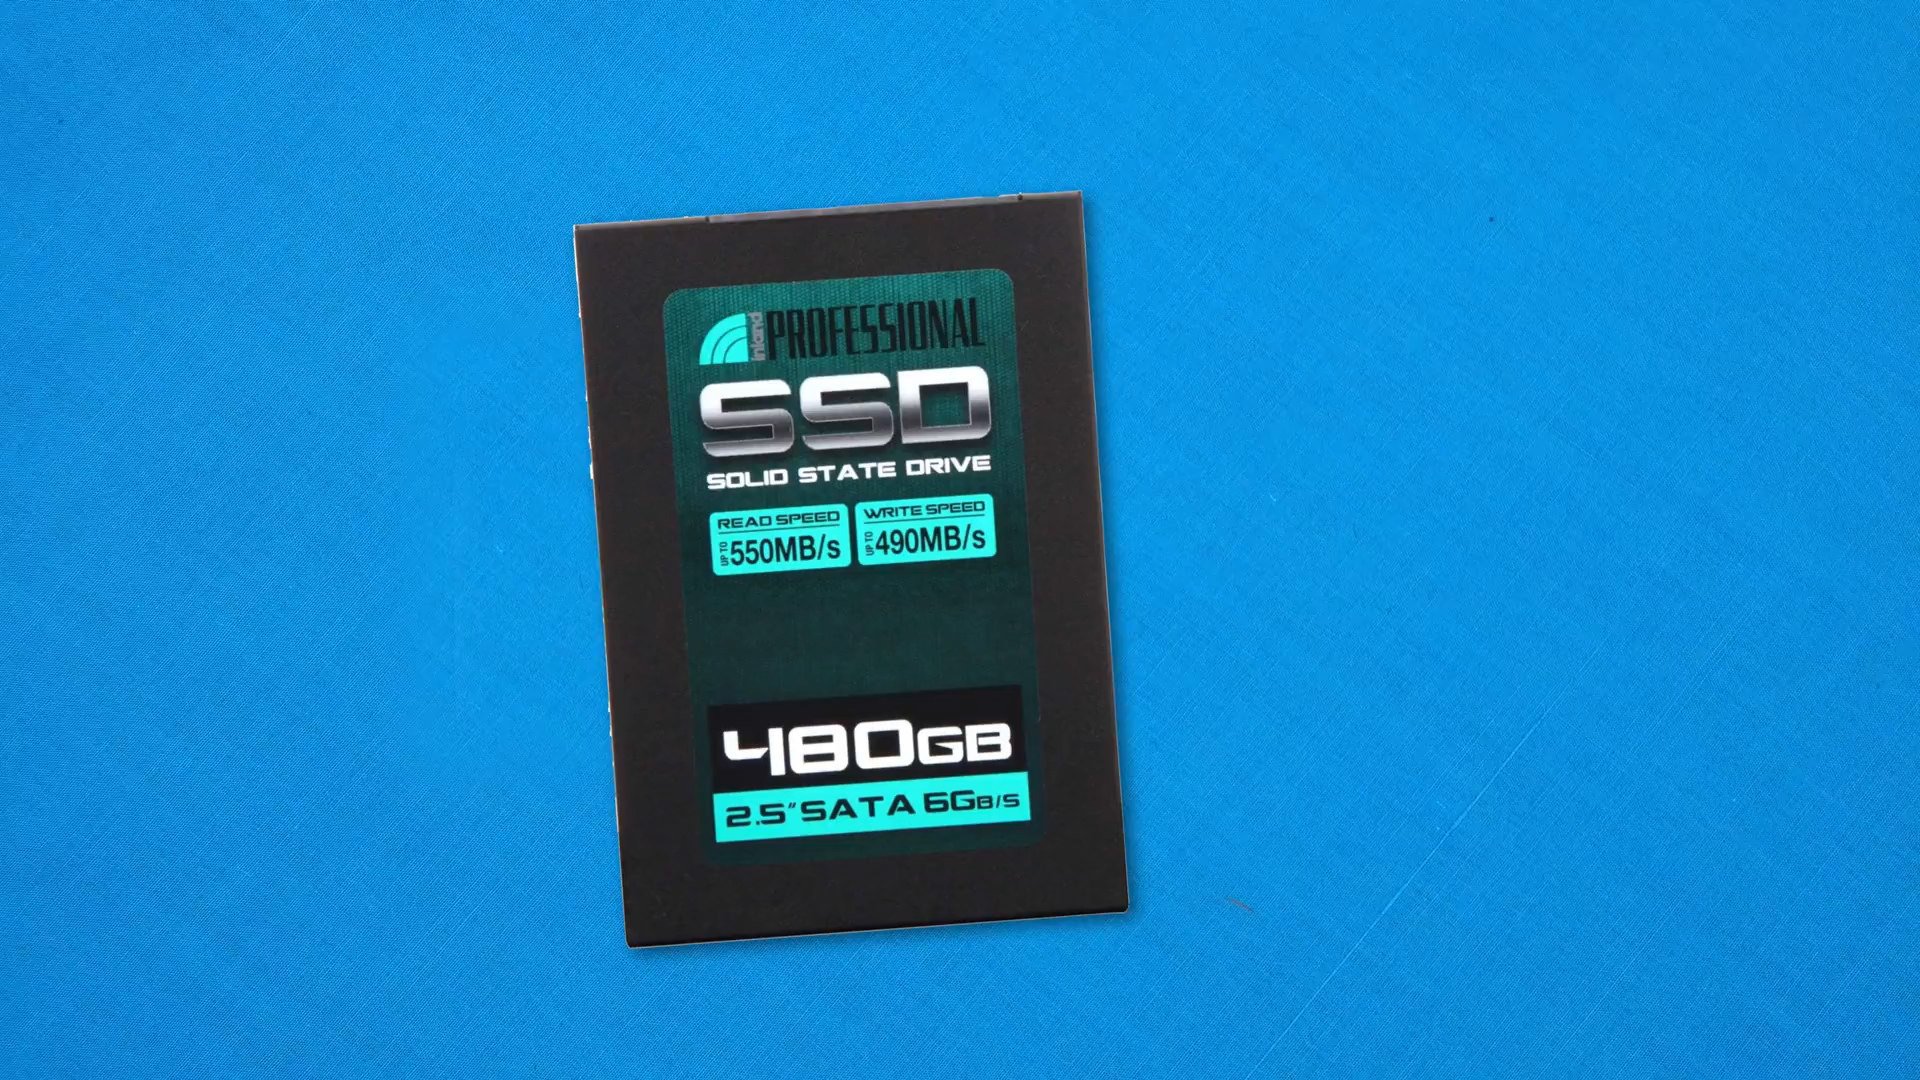 inland PROFESSIONAL
SSD
SOLID STATE DRIVE
READ SPEED
UP TO 550MB/s
WRITE SPEED
UP TO 490MB/s
480GB
2.5" SATA 6GB/S